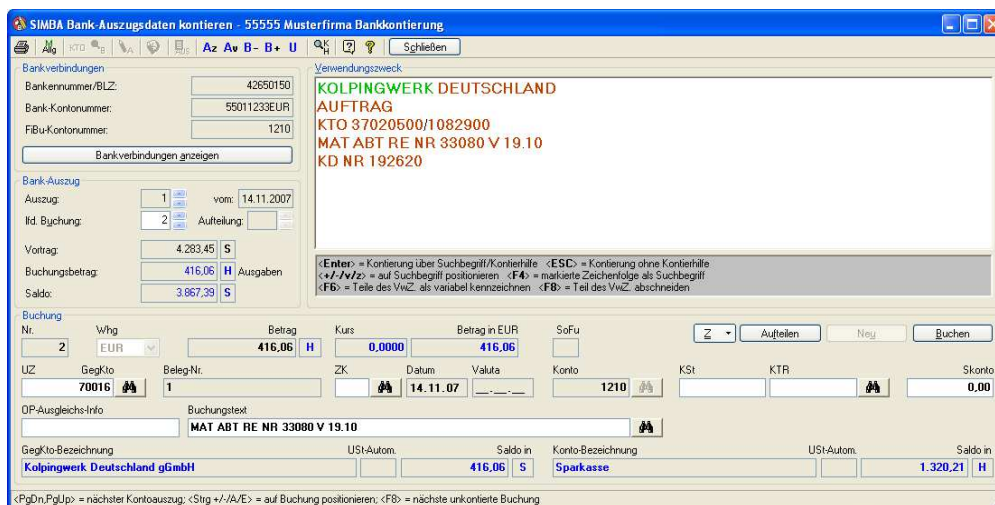 SIMBA Bank-Auszugsdaten kontieren - 55555 Musterfirma Bankkontierung
Az Av B- B+ U Schließen
Bankverbindungen
Bankennummer/BLZ: 42650150
Bank-Kontonummer: 55011233EUR
FiBu-Kontonummer: 1210
Bankverbindungen anzeigen
Bank-Auszug
Auszug: 1 vom: 14.11.2007
lfd. Buchung: 2 Aufteilung:
Vortrag: 4.283,45 S
Buchungsbetrag: 416,06 H Ausgaben
Saldo: 3.867,39 S
Verwendungszweck
KOLPINGWERK DEUTSCHLAND
AUFTRAG
KTO 37020500/1082900
MAT ABT RE NR 33080 V 19.10
KD NR 192620
<Enter> = Kontierung über Suchbegriff/Kontierhilfe <ESC> = Kontierung ohne Kontierhilfe
<+/-/v/z> = auf Suchbegriff positionieren <F4> = markierte Zeichenfolge als Suchbegriff
<F6> = Teile des VwZ. als variabel kennzeichnen <F8> = Teil des VwZ. abschneiden
Buchung
Nr. Whg Betrag Kurs Betrag in EUR SoFu
2 EUR 416,06 H 0,0000 416,06
Z Aufteilen Neu Buchen
UZ GegKto Beleg-Nr. ZK Datum Valuta Konto KSt KTR Skonto
70016 1 14.11.07 __.__.__ 1210 0,00
OP-Ausgleichs-Info Buchungstext
MAT ABT RE NR 33080 V 19.10
GegKto-Bezeichnung USt-Autom. Saldo in Konto-Bezeichnung USt-Autom. Saldo in
Kolpingwerk Deutschland gGmbH 416,06 S Sparkasse 1.320,21 H
<PgDn,PgUp> = nächster Kontoauszug; <Strg +/-/A/E> = auf Buchung positionieren; <F8> = nächste unkontierte Buchung